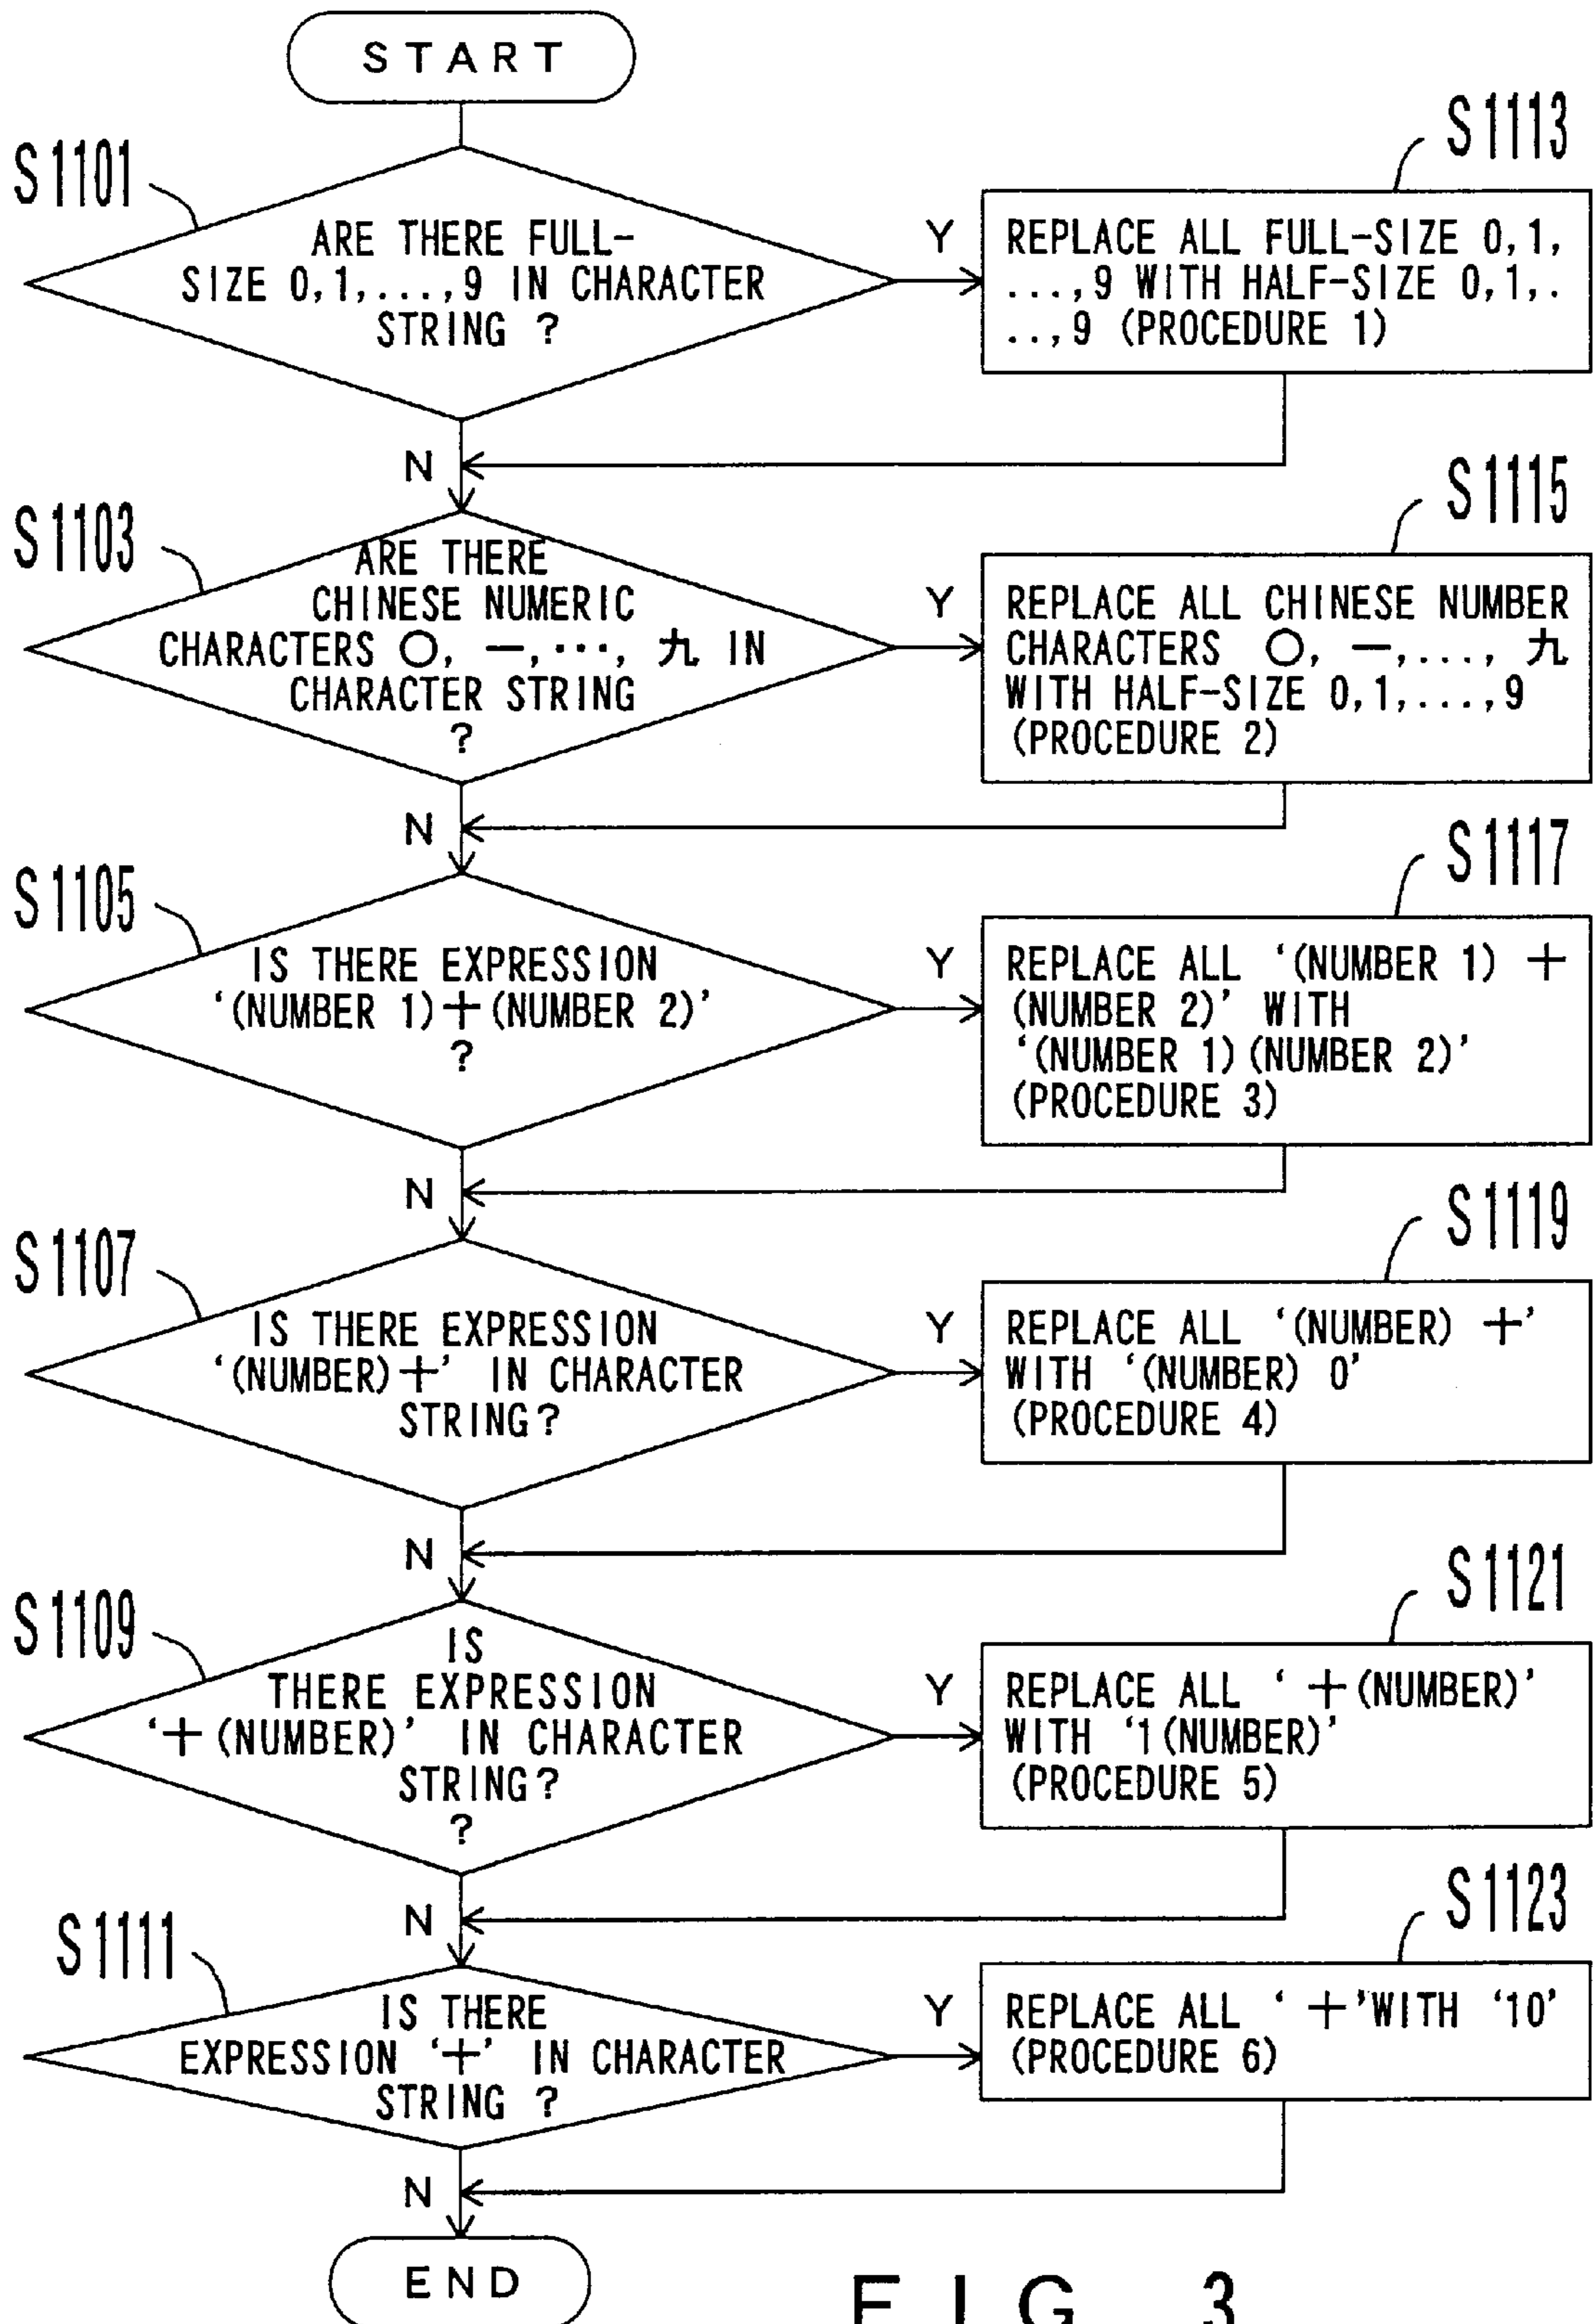 START
S1101
ARE THERE FULL-
SIZE 0,1,...,9 IN CHARACTER
STRING ?
Y
N
S1113
REPLACE ALL FULL-SIZE 0,1,
...,9 WITH HALF-SIZE 0,1,.
..,9 (PROCEDURE 1)
S1103
ARE THERE
CHINESE NUMERIC
CHARACTERS 〇, 一,···, 九 IN
CHARACTER STRING
?
Y
N
S1115
REPLACE ALL CHINESE NUMBER
CHARACTERS 〇, 一,..., 九
WITH HALF-SIZE 0,1,...,9
(PROCEDURE 2)
S1105
IS THERE EXPRESSION
‘(NUMBER 1)十(NUMBER 2)’
?
Y
N
S1117
REPLACE ALL ‘(NUMBER 1) 十
(NUMBER 2)’ WITH
‘(NUMBER 1)(NUMBER 2)’
(PROCEDURE 3)
S1107
IS THERE EXPRESSION
‘(NUMBER)十’ IN CHARACTER
STRING?
Y
N
S1119
REPLACE ALL ‘(NUMBER) 十’
WITH ‘(NUMBER) 0’
(PROCEDURE 4)
S1109
IS
THERE EXPRESSION
‘十(NUMBER)’ IN CHARACTER
STRING?
?
Y
N
S1121
REPLACE ALL ‘ 十(NUMBER)’
WITH ‘1(NUMBER)’
(PROCEDURE 5)
S1111
IS THERE
EXPRESSION ‘十’ IN CHARACTER
STRING ?
Y
N
S1123
REPLACE ALL ‘ 十’WITH ‘10’
(PROCEDURE 6)
END
FIG. 3